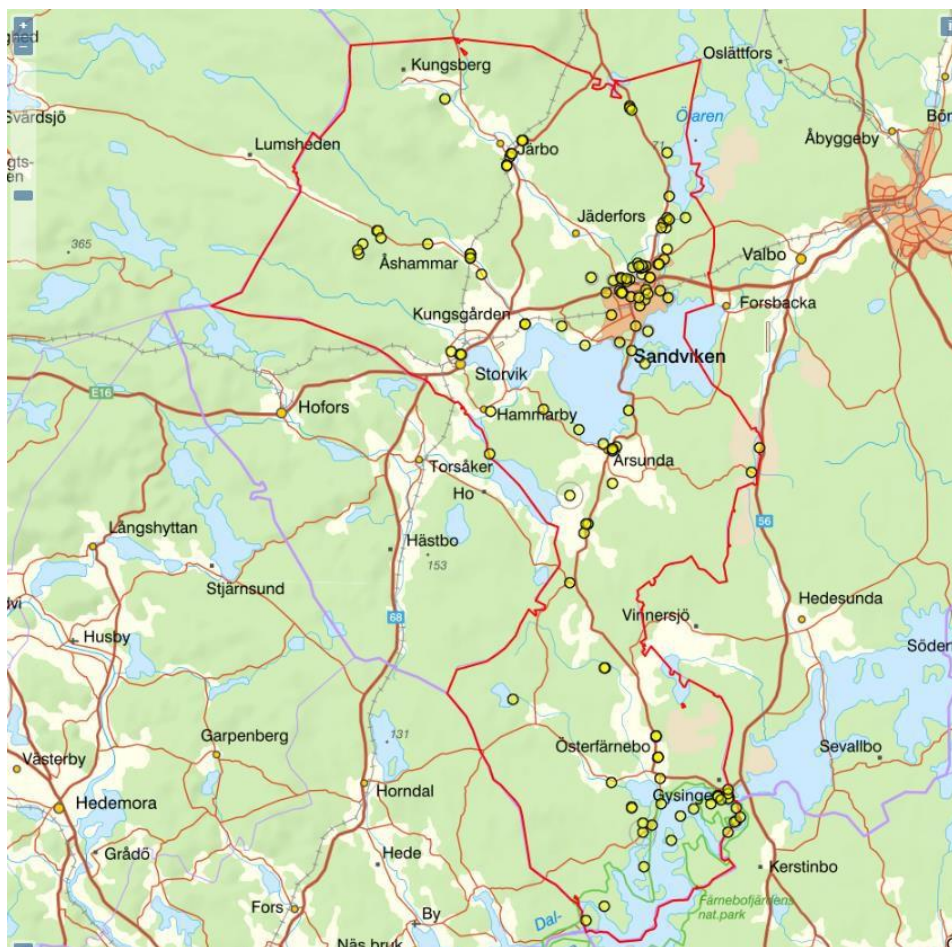 +
−
Oslättfors
Kungsberg
Svärdsjö
Öjaren
Åbyggeby
Lumsheden
Järbo
71
365
Jäderfors
Åshammar
Valbo
Kungsgården
Forsbacka
Sandviken
Storvik
E16
Hofors
Hammarby
Torsåker
Årsunda
Ho
56
Långshyttan
Hästbo
153
Stjärnsund
Hedesunda
68
Vinnersjö
Husby
Söder
Garpenberg
131
Österfärnebo
Sevallbo
Västerby
Horndal
Gysinge
Hedemora
Grådö
Hede
Kerstinbo
Färnebofjärdens
nat.park
Fors
By
Dal-
Näs bruk